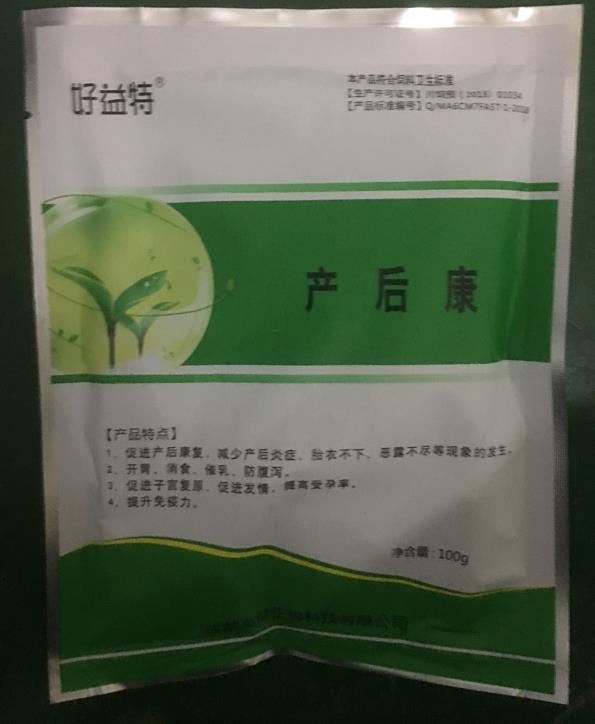 好益特®
本产品符合饲料卫生标准
【生产许可证号】川饲预(2018)01034
【产品标准编号】Q/MA6CM7FA57-1-2018
产后康
【产品特点】
1、促进产后康复，减少产后炎症、胎衣不下、恶露不尽等现象的发生。
2、开胃、消食、催乳、防腹泻。
3、促进子宫复原、促进发情，提高受孕率。
4、提升免疫力。
净含量：100g